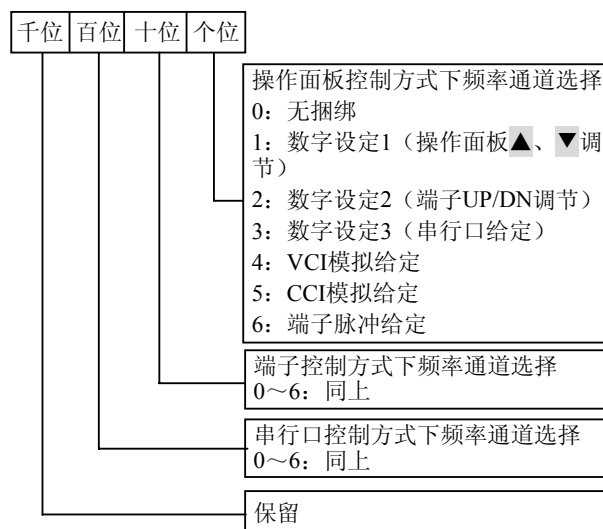 千位 百位 十位 个位
操作面板控制方式下频率通道选择
0：无捆绑
1：数字设定1（操作面板▲、▼调
节）
2：数字设定2（端子UP/DN调节）
3：数字设定3（串行口给定）
4：VCI模拟给定
5：CCI模拟给定
6：端子脉冲给定
端子控制方式下频率通道选择
0～6：同上
串行口控制方式下频率通道选择
0～6：同上
保留